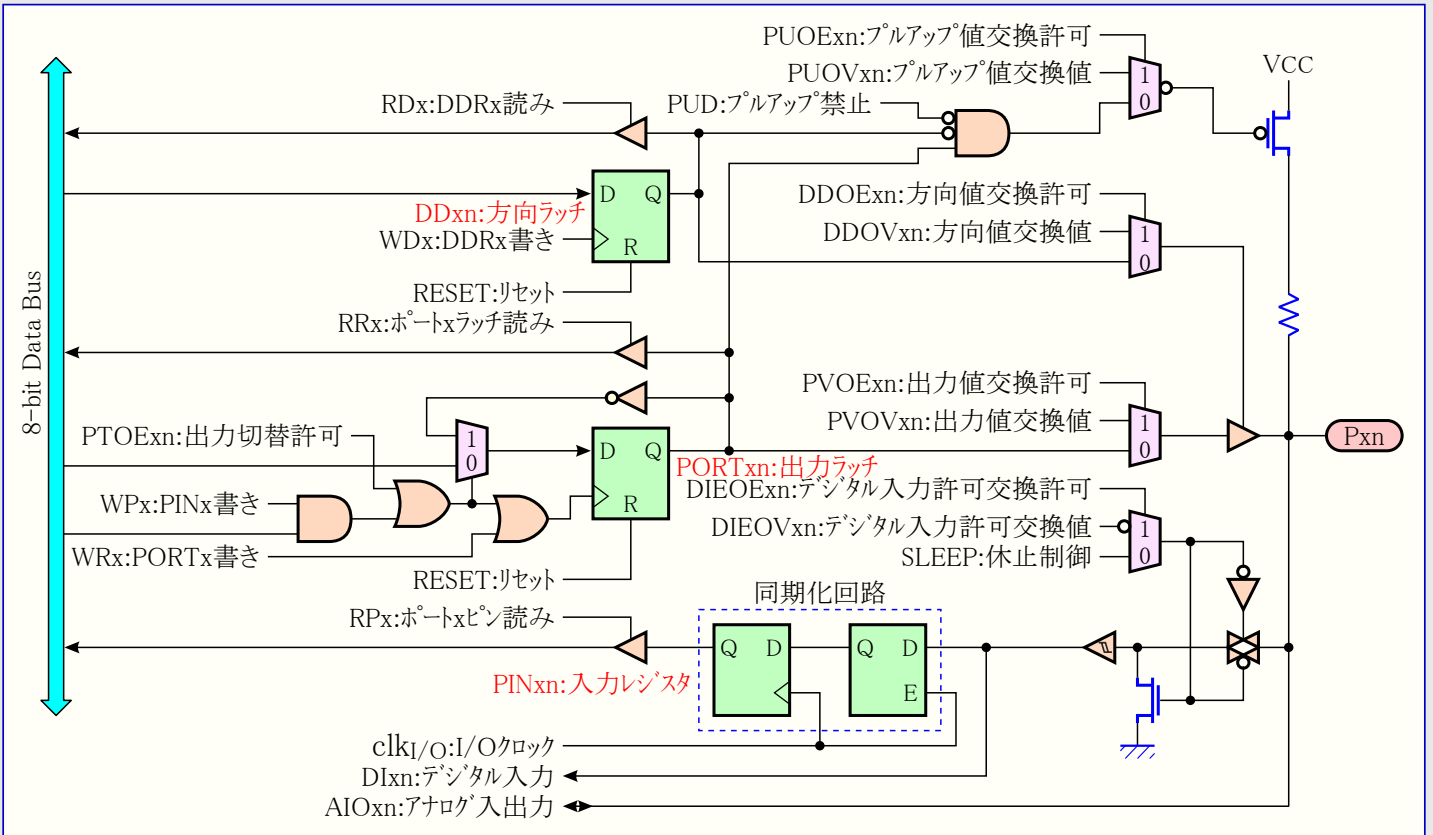 PUOExn:プルアップ値交換許可
PUOVxn:プルアップ値交換値
1
0
VCC
RDx:DDRx読み
PUD:プルアップ禁止
D
Q
R
DDxn:方向ラッチ
WDx:DDRx書き
RESET:リセット
DDOExn:方向値交換許可
DDOVxn:方向値交換値
1
0
8-bit Data Bus
RRx:ポートxラッチ読み
PTOExn:出力切替許可
1
0
WPx:PINx書き
WRx:PORTx書き
D
Q
R
PORTxn:出力ラッチ
RESET:リセット
PVOExn:出力値交換許可
PVOVxn:出力値交換値
1
0
Pxn
DIEOExn:デジタル入力許可交換許可
DIEOVxn:デジタル入力許可交換値
SLEEP:休止制御
1
0
同期化回路
RPx:ポートxピン読み
PINxn:入力レジスタ
Q
D
Q
D
E
clkI/O:I/Oクロック
DIxn:デジタル入力
AIOxn:アナログ入出力